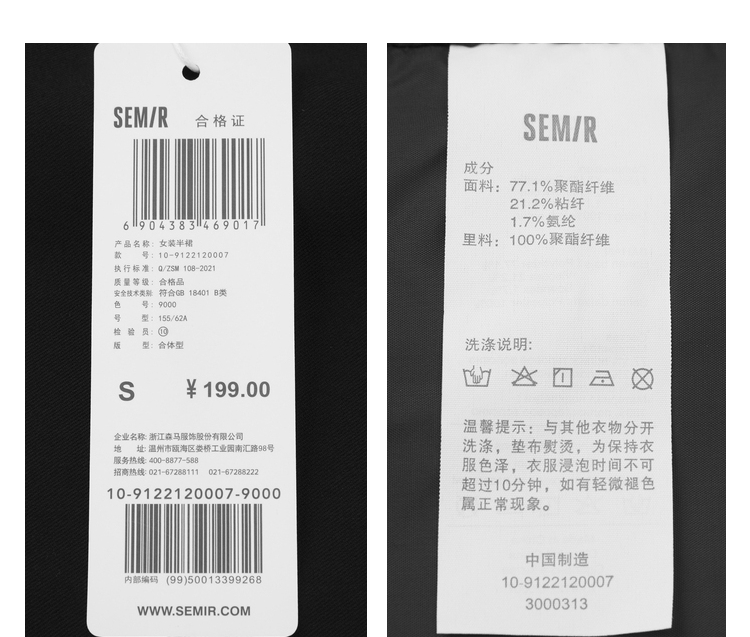 SEMIR 合格证
6 904383 469017
产品名称: 女装半裙
款 号: 10-9122120007
执行标准: Q/ZSM 108-2021
质量等级: 合格品
安全技术类别: 符合GB 18401 B类
色 号: 9000
号 型: 155/62A
检 验 员: ⑩
版 型: 合体型
S ¥199.00
企业名称: 浙江森马服饰股份有限公司
地 址: 温州市瓯海区娄桥工业园南汇路98号
服务热线: 400-8877-588
招商热线: 021-67288111 021-67288222
10-9122120007-9000
内部编码 (99)50013399268
WWW.SEMIR.COM
SEMIR
成分
面料: 77.1%聚酯纤维
21.2%粘纤
1.7%氨纶
里料: 100%聚酯纤维
洗涤说明:
温馨提示: 与其他衣物分开
洗涤, 垫布熨烫, 为保持衣
服色泽, 衣服浸泡时间不可
超过10分钟, 如有轻微褪色
属正常现象。
中国制造
10-9122120007
3000313